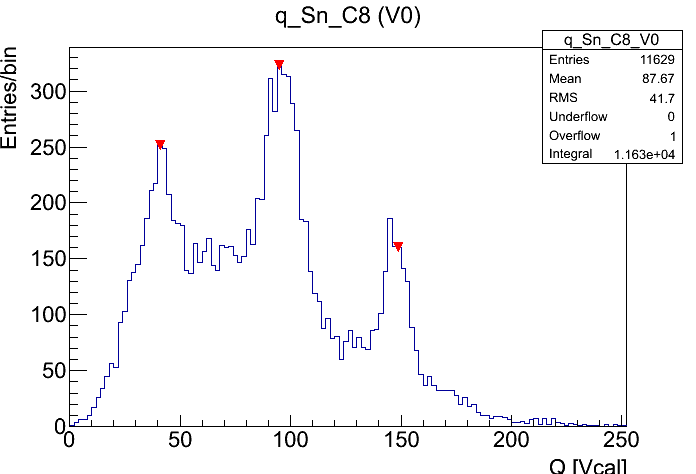 q_Sn_C8 (V0)
q_Sn_C8_V0
Entries 11629
Mean 87.67
RMS 41.7
Underflow 0
Overflow 1
Integral 1.163e+04
Entries/bin
300
250
200
150
100
50
0
0 50 100 150 200 250
Q [Vcal]